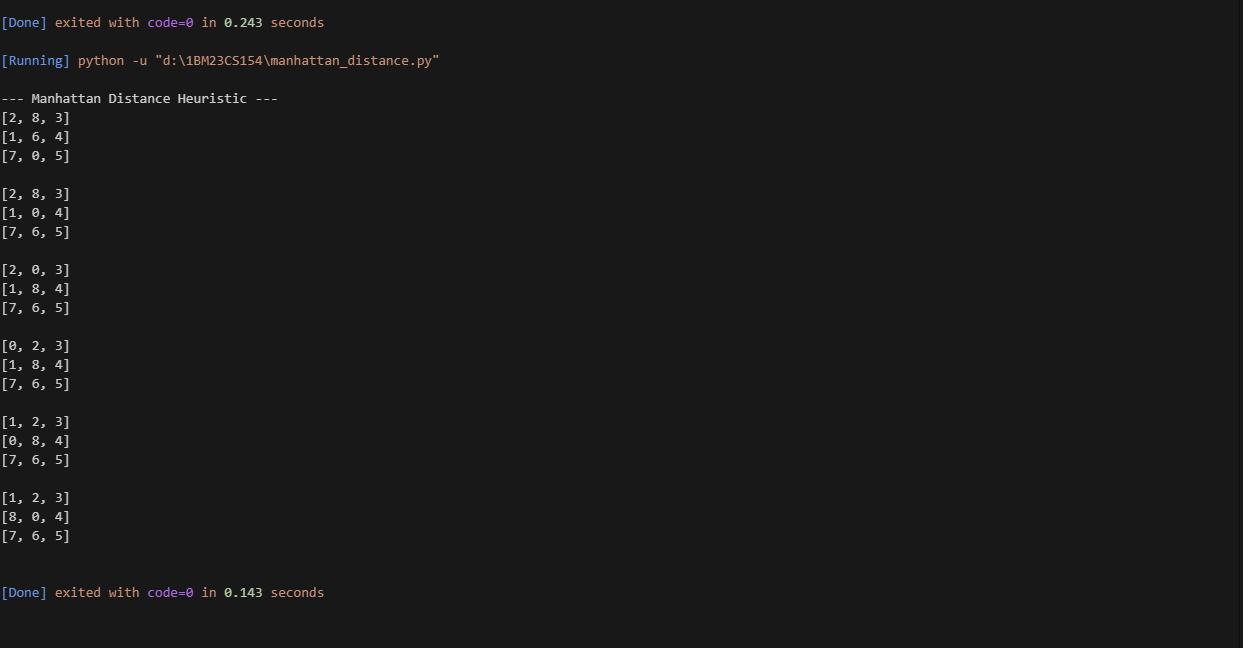 [Done] exited with code=0 in 0.243 seconds
[Running] python -u "d:\1BM23CS154\manhattan_distance.py"
--- Manhattan Distance Heuristic ---
[2, 8, 3]
[1, 6, 4]
[7, 0, 5]
[2, 8, 3]
[1, 0, 4]
[7, 6, 5]
[2, 0, 3]
[1, 8, 4]
[7, 6, 5]
[0, 2, 3]
[1, 8, 4]
[7, 6, 5]
[1, 2, 3]
[0, 8, 4]
[7, 6, 5]
[1, 2, 3]
[8, 0, 4]
[7, 6, 5]
[Done] exited with code=0 in 0.143 seconds